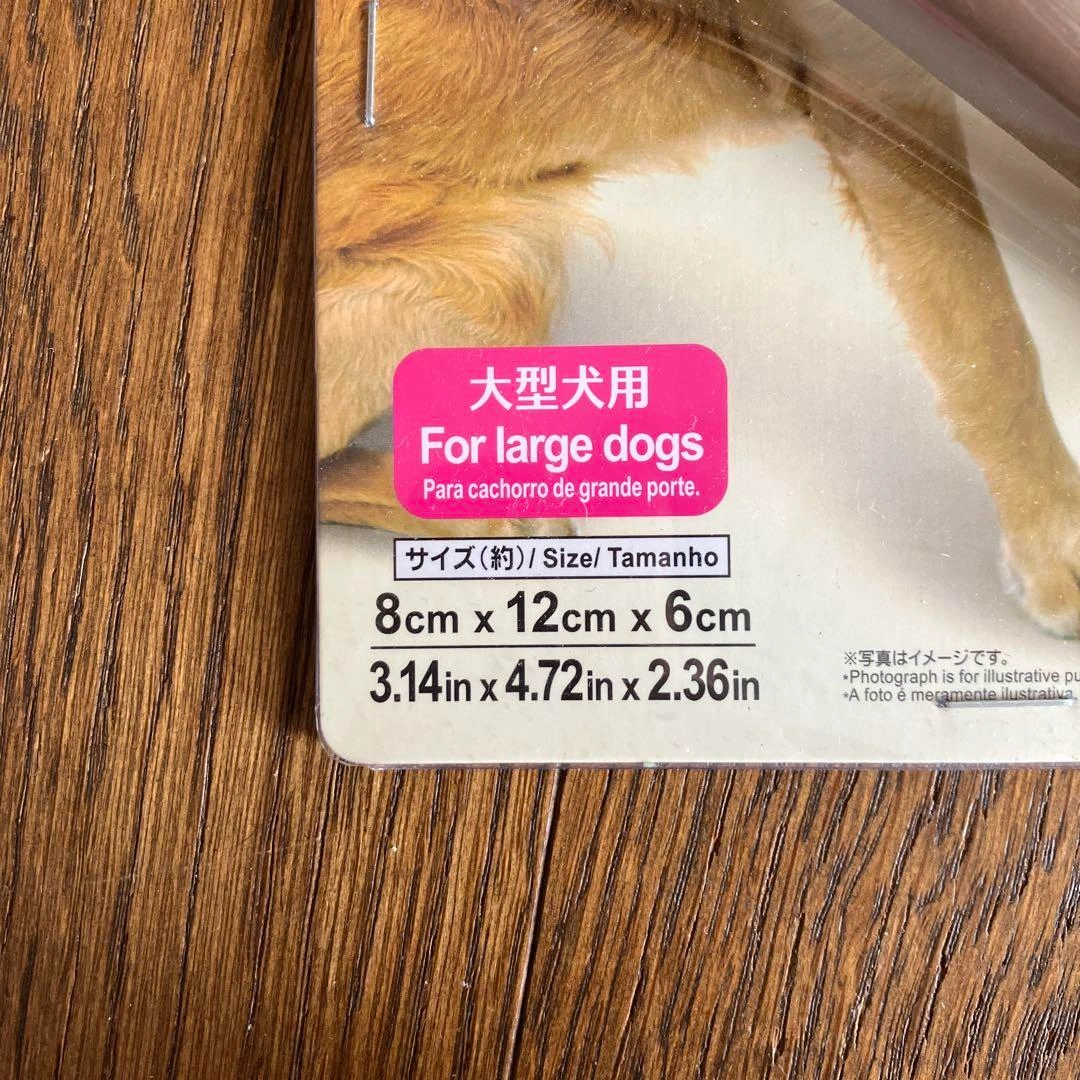 大型犬用
For large dogs
Para cachorro de grande porte.
サイズ(約)/ Size/ Tamanho
8cm x 12cm x 6cm
3.14in x 4.72in x 2.36in
※写真はイメージです。
*Photograph is for illustrative
*A foto é meramente ilustrativa.